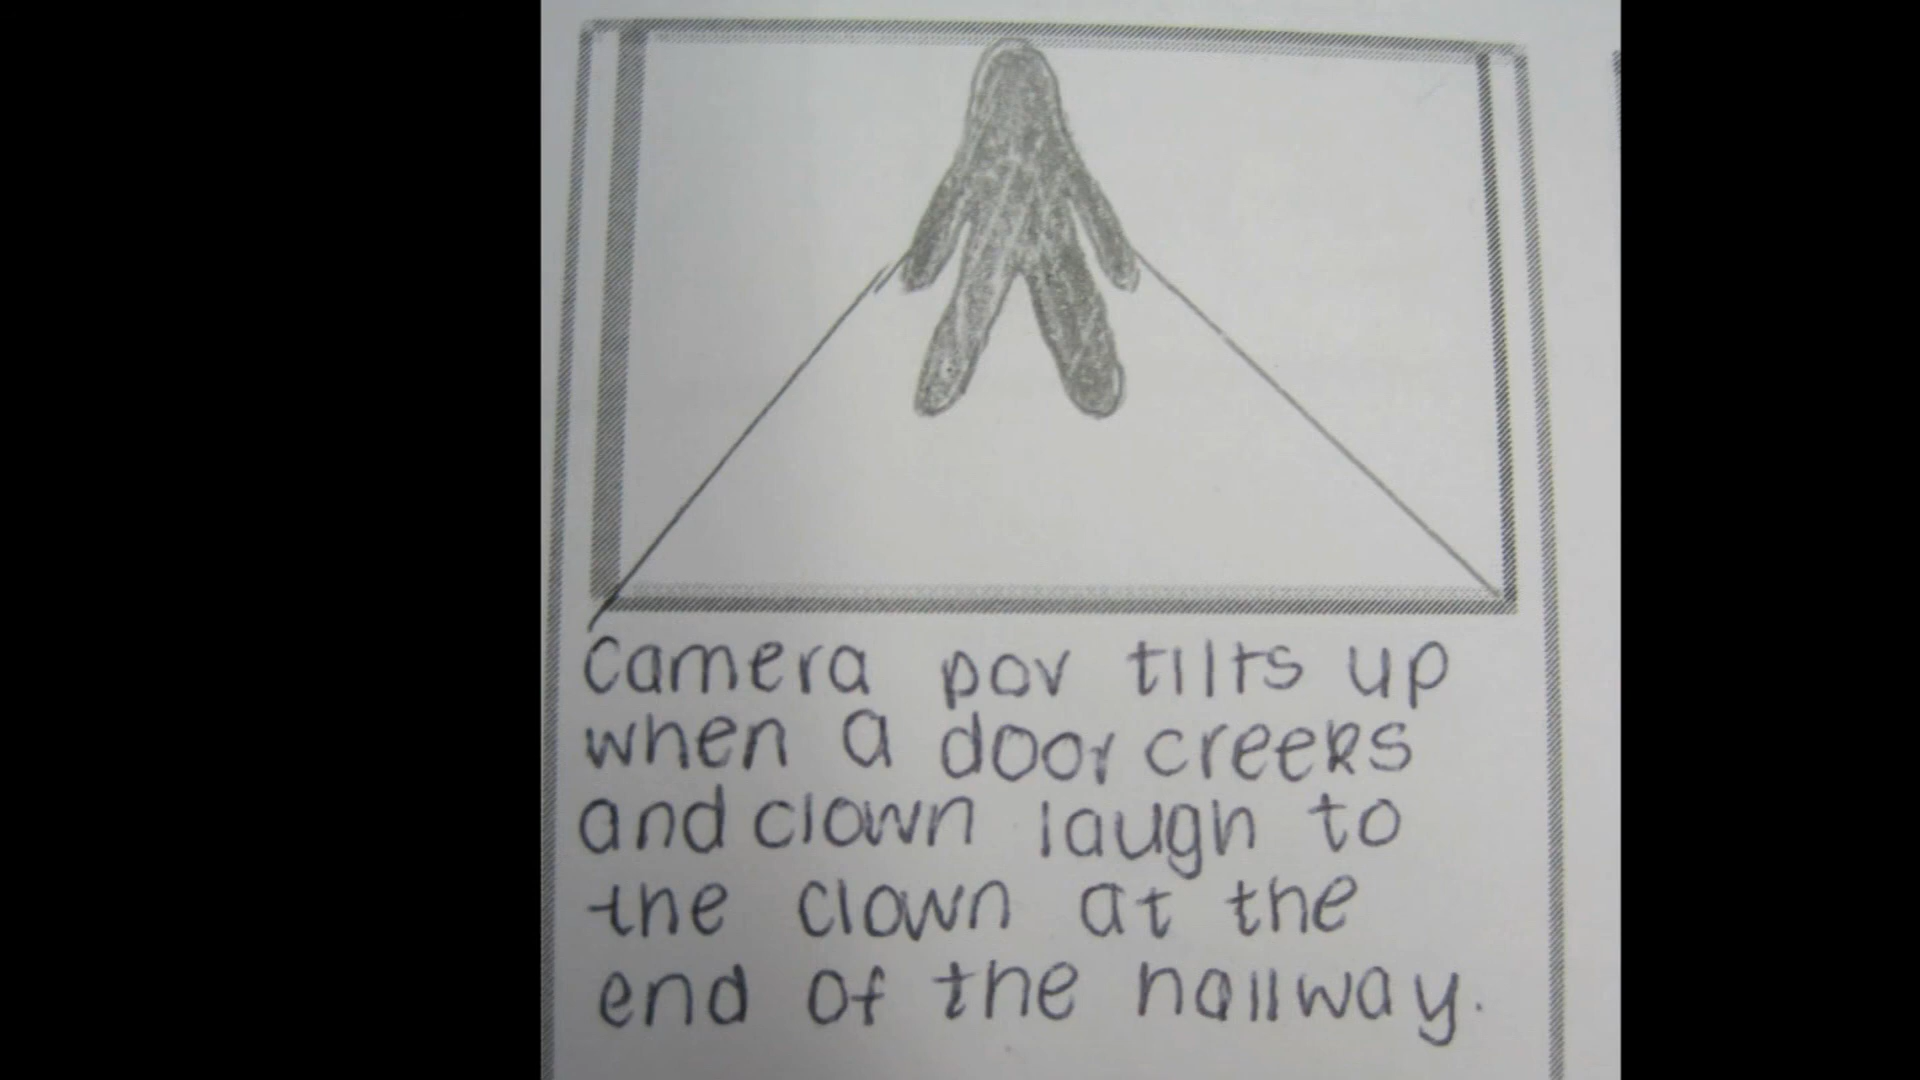 Camera pov tilts up
when a door creeks
and clown laugh to
the clown at the
end of the hallway.